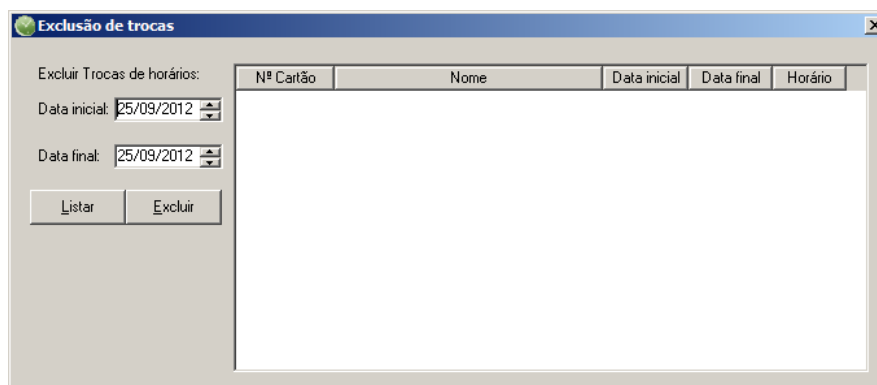 Exclusão de trocas
Excluir Trocas de horários:
Data inicial: 25/09/2012
Data final: 25/09/2012
Listar Excluir
Nº Cartão Nome Data inicial Data final Horário